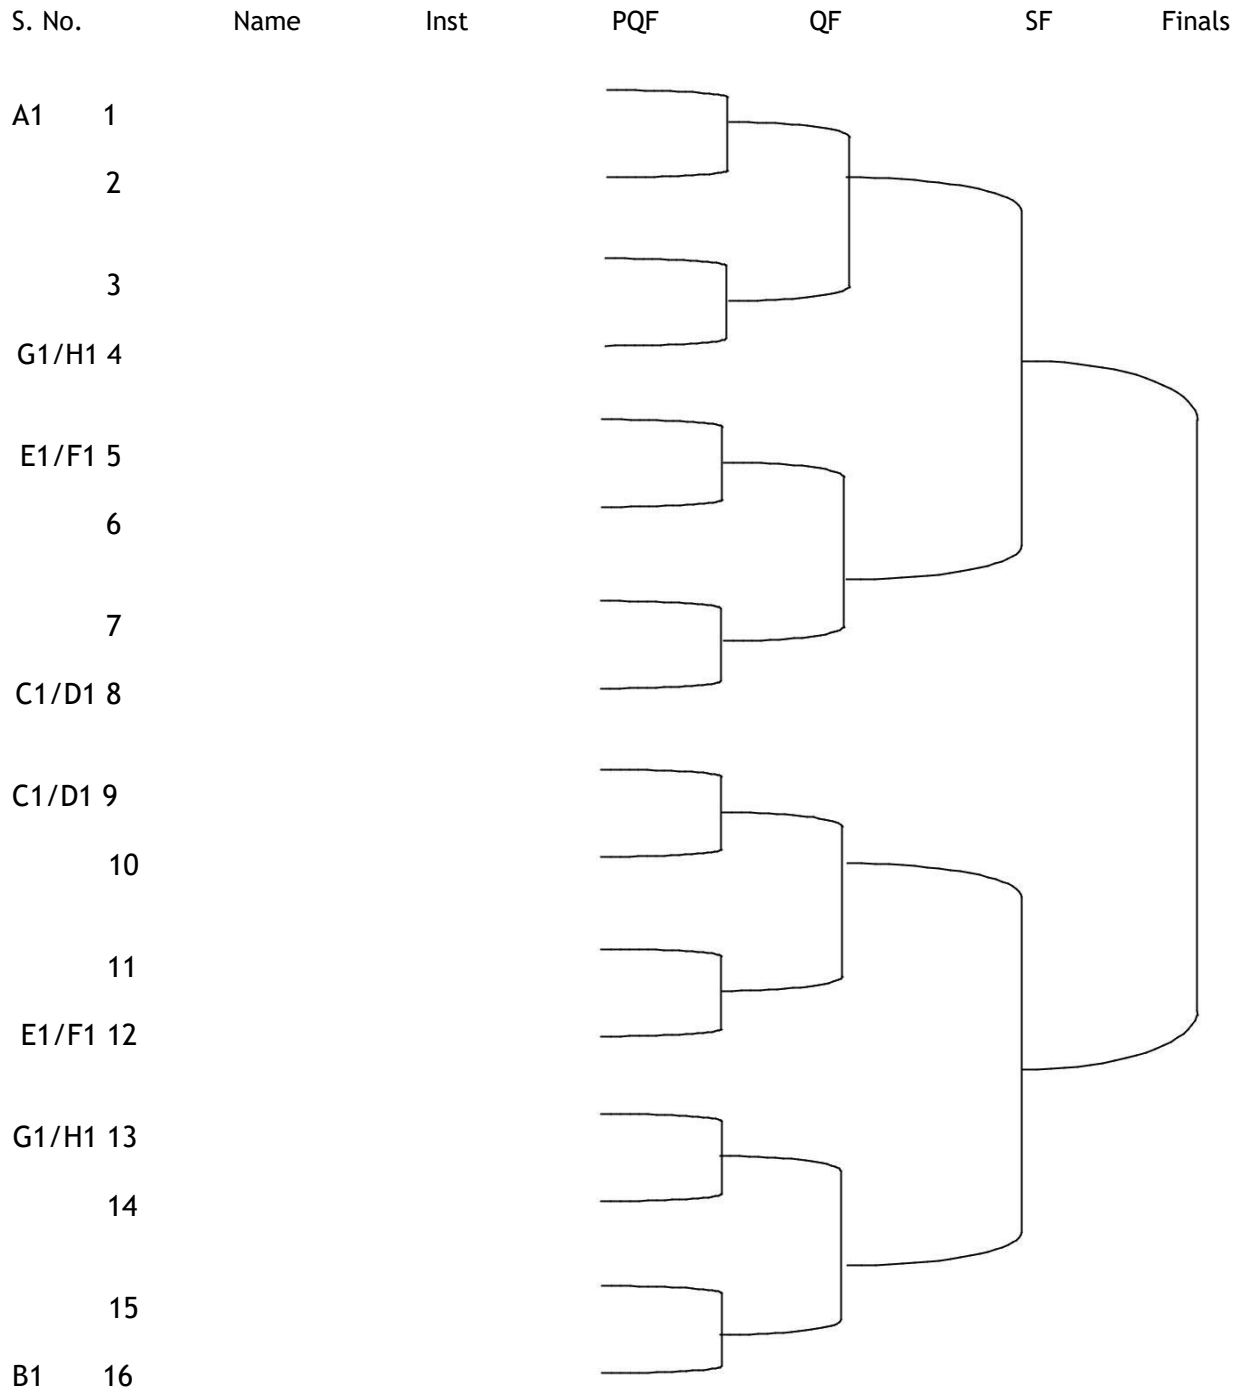 S. No. Name Inst PQF QF SF Finals
A1 1
2
3
G1/H1 4
E1/F1 5
6
7
C1/D1 8
C1/D1 9
10
11
E1/F1 12
G1/H1 13
14
15
B1 16